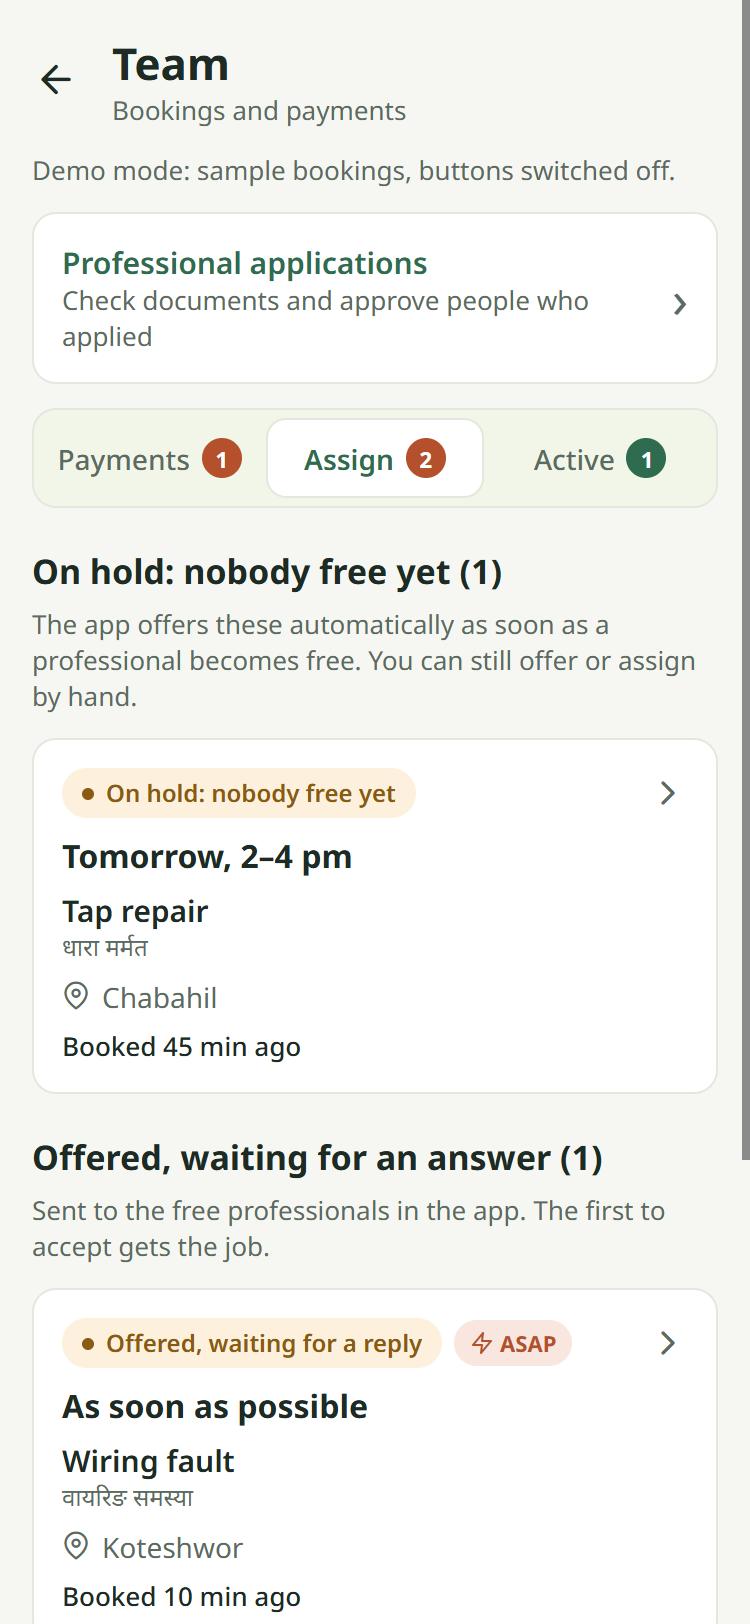 Team
Bookings and payments
Demo mode: sample bookings, buttons switched off.
Professional applications
Check documents and approve people who
applied
Payments 1 Assign 2 Active 1
On hold: nobody free yet (1)
The app offers these automatically as soon as a
professional becomes free. You can still offer or assign
by hand.
On hold: nobody free yet
Tomorrow, 2–4 pm
Tap repair
धारा मर्मत
Chabahil
Booked 45 min ago
Offered, waiting for an answer (1)
Sent to the free professionals in the app. The first to
accept gets the job.
Offered, waiting for a reply ASAP
As soon as possible
Wiring fault
वायरिङ समस्या
Koteshwor
Booked 10 min ago